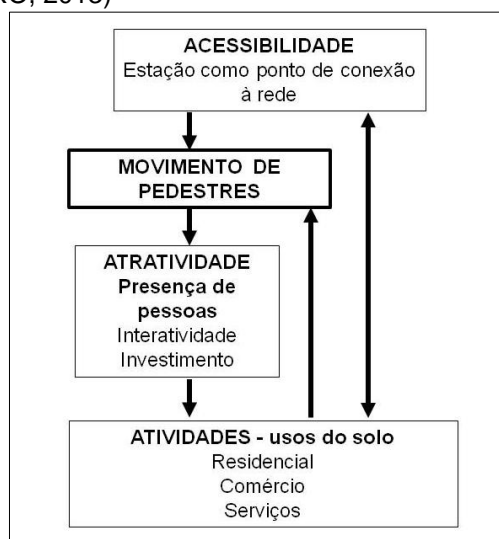 2013)
ACESSIBILIDADE
Estação como ponto de conexão
à rede
MOVIMENTO DE
PEDESTRES
ATRATIVIDADE
Presença de
pessoas
Interatividade
Investimento
ATIVIDADES - usos do solo
Residencial
Comércio
Serviços